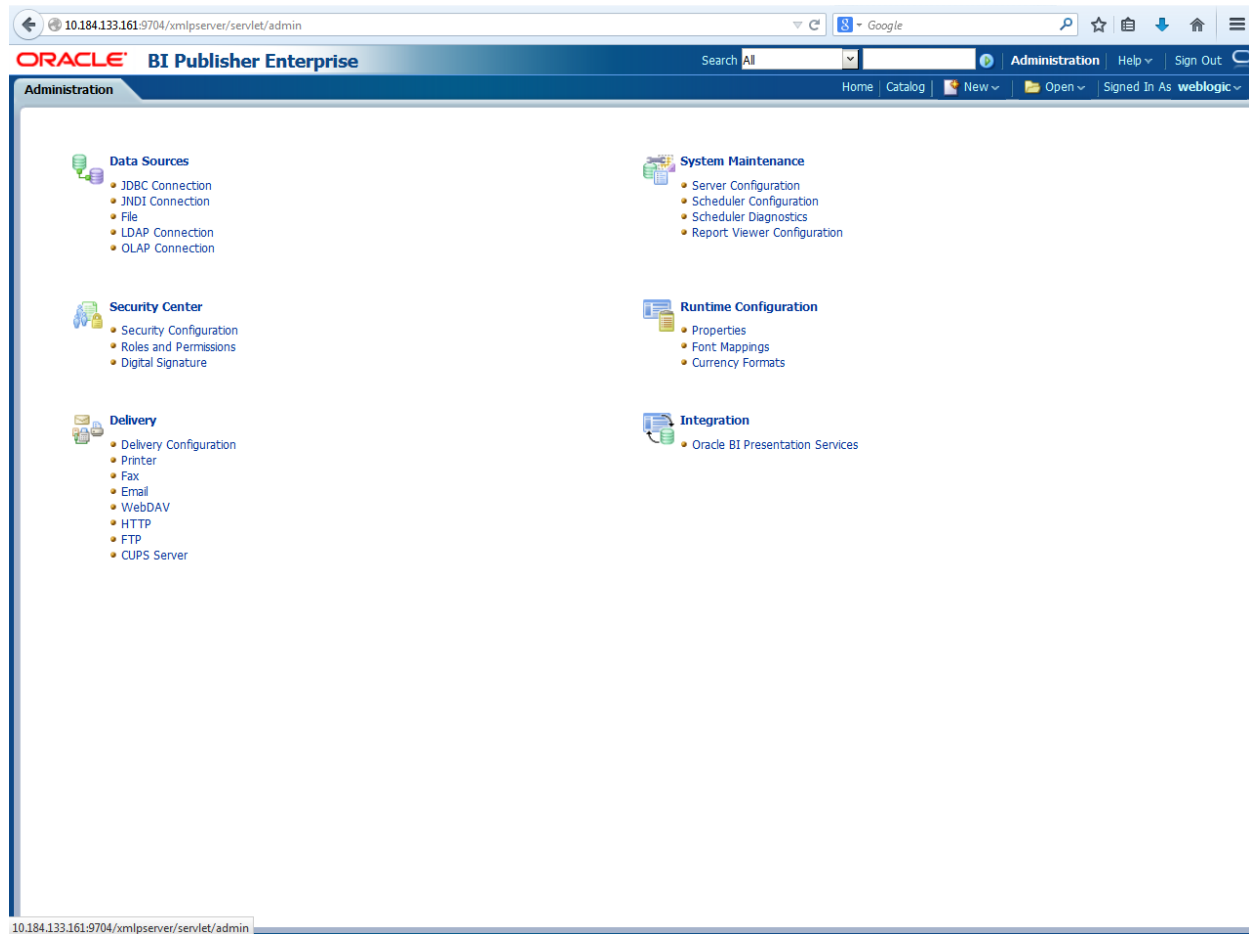 10.184.133.161:9704/xmlpserver/servlet/admin
8 Google
ORACLE BI Publisher Enterprise
Search All Administration Help Sign Out
Administration
Home Catalog New Open Signed In As weblogic
Data Sources
JDBC Connection
JNDI Connection
File
LDAP Connection
OLAP Connection
System Maintenance
Server Configuration
Scheduler Configuration
Scheduler Diagnostics
Report Viewer Configuration
Security Center
Security Configuration
Roles and Permissions
Digital Signature
Runtime Configuration
Properties
Font Mappings
Currency Formats
Delivery
Delivery Configuration
Printer
Fax
Email
WebDAV
HTTP
FTP
CUPS Server
Integration
Oracle BI Presentation Services
10.184.133.161:9704/xmlpserver/servlet/admin